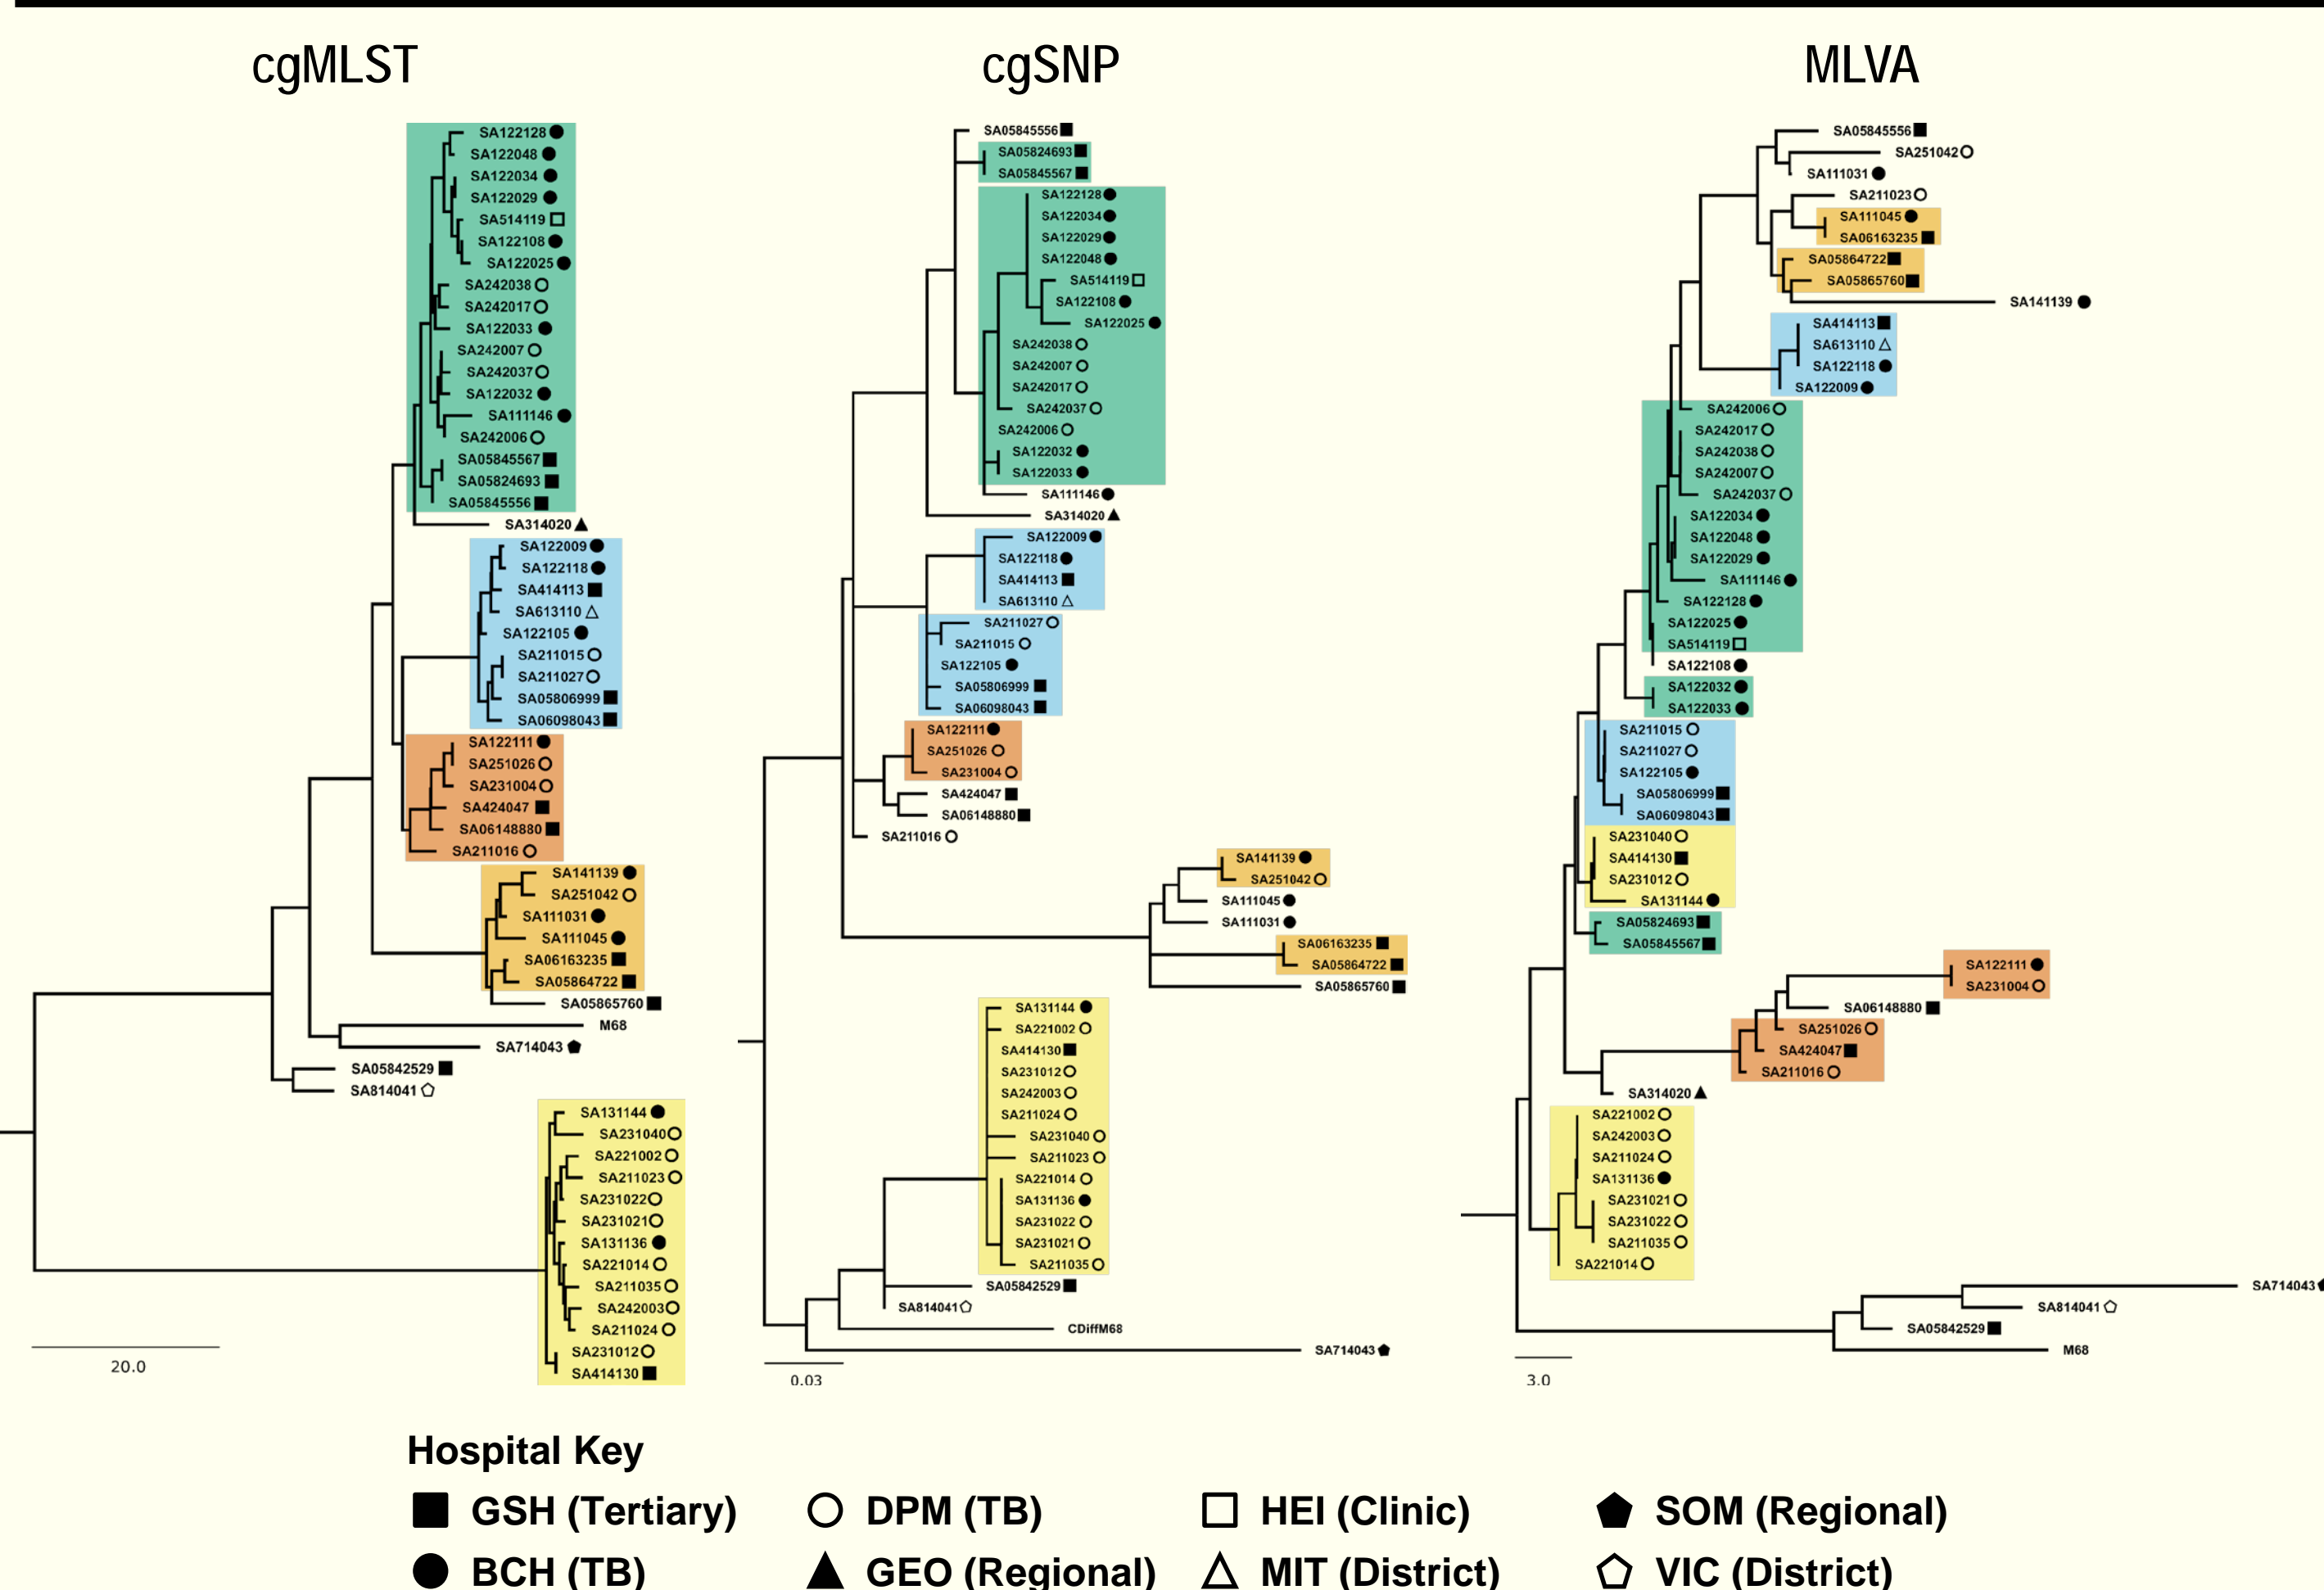 cgMLST
SA122128
SA122048
SA122034
SA122029
SA514119
SA122108
SA122025
SA242038
SA242017
SA122033
SA242007
SA242037
SA122032
SA111146
SA242006
SA05845567
SA05824693
SA05845556
SA314020
SA122009
SA122118
SA414113
SA613110
SA122105
SA211015
SA211027
SA05806999
SA06098043
SA122111
SA251026
SA231004
SA424047
SA06148880
SA211016
SA141139
SA251042
SA111031
SA111045
SA06163235
SA05864722
SA05865760
M68
SA714043
SA05842529
SA814041
SA131144
SA231040
SA221002
SA211023
SA231022
SA231021
SA131136
SA221014
SA211035
SA242003
SA211024
SA231012
SA414130
20.0
cgSNP
SA05845556
SA05824693
SA05845567
SA122128
SA122034
SA122029
SA122048
SA514119
SA122108
SA122025
SA242038
SA242007
SA242017
SA242037
SA242006
SA122032
SA122033
SA111146
SA314020
SA122009
SA122118
SA414113
SA613110
SA211027
SA211015
SA122105
SA05806999
SA06098043
SA122111
SA251026
SA231004
SA424047
SA06148880
SA211016
SA141139
SA251042
SA111045
SA111031
SA06163235
SA05864722
SA05865760
SA131144
SA221002
SA414130
SA231012
SA242003
SA211024
SA231040
SA211023
SA221014
SA131136
SA231022
SA231021
SA211035
SA05842529
SA814041
CDiffM68
SA714043
0.03
MLVA
SA05845556
SA251042
SA111031
SA211023
SA111045
SA06163235
SA05864722
SA05865760
SA141139
SA414113
SA613110
SA122118
SA122009
SA242006
SA242017
SA242038
SA242007
SA242037
SA122034
SA122048
SA122029
SA111146
SA122128
SA122025
SA514119
SA122108
SA122032
SA122033
SA211015
SA211027
SA122105
SA05806999
SA06098043
SA231040
SA414130
SA231012
SA131144
SA05824693
SA05845567
SA122111
SA231004
SA06148880
SA251026
SA424047
SA211016
SA314020
SA221002
SA242003
SA211024
SA131136
SA231021
SA231022
SA211035
SA221014
SA714043
SA814041
SA05842529
M68
3.0
Hospital Key
GSH (Tertiary)
DPM (TB)
HEI (Clinic)
SOM (Regional)
BCH (TB)
GEO (Regional)
MIT (District)
VIC (District)